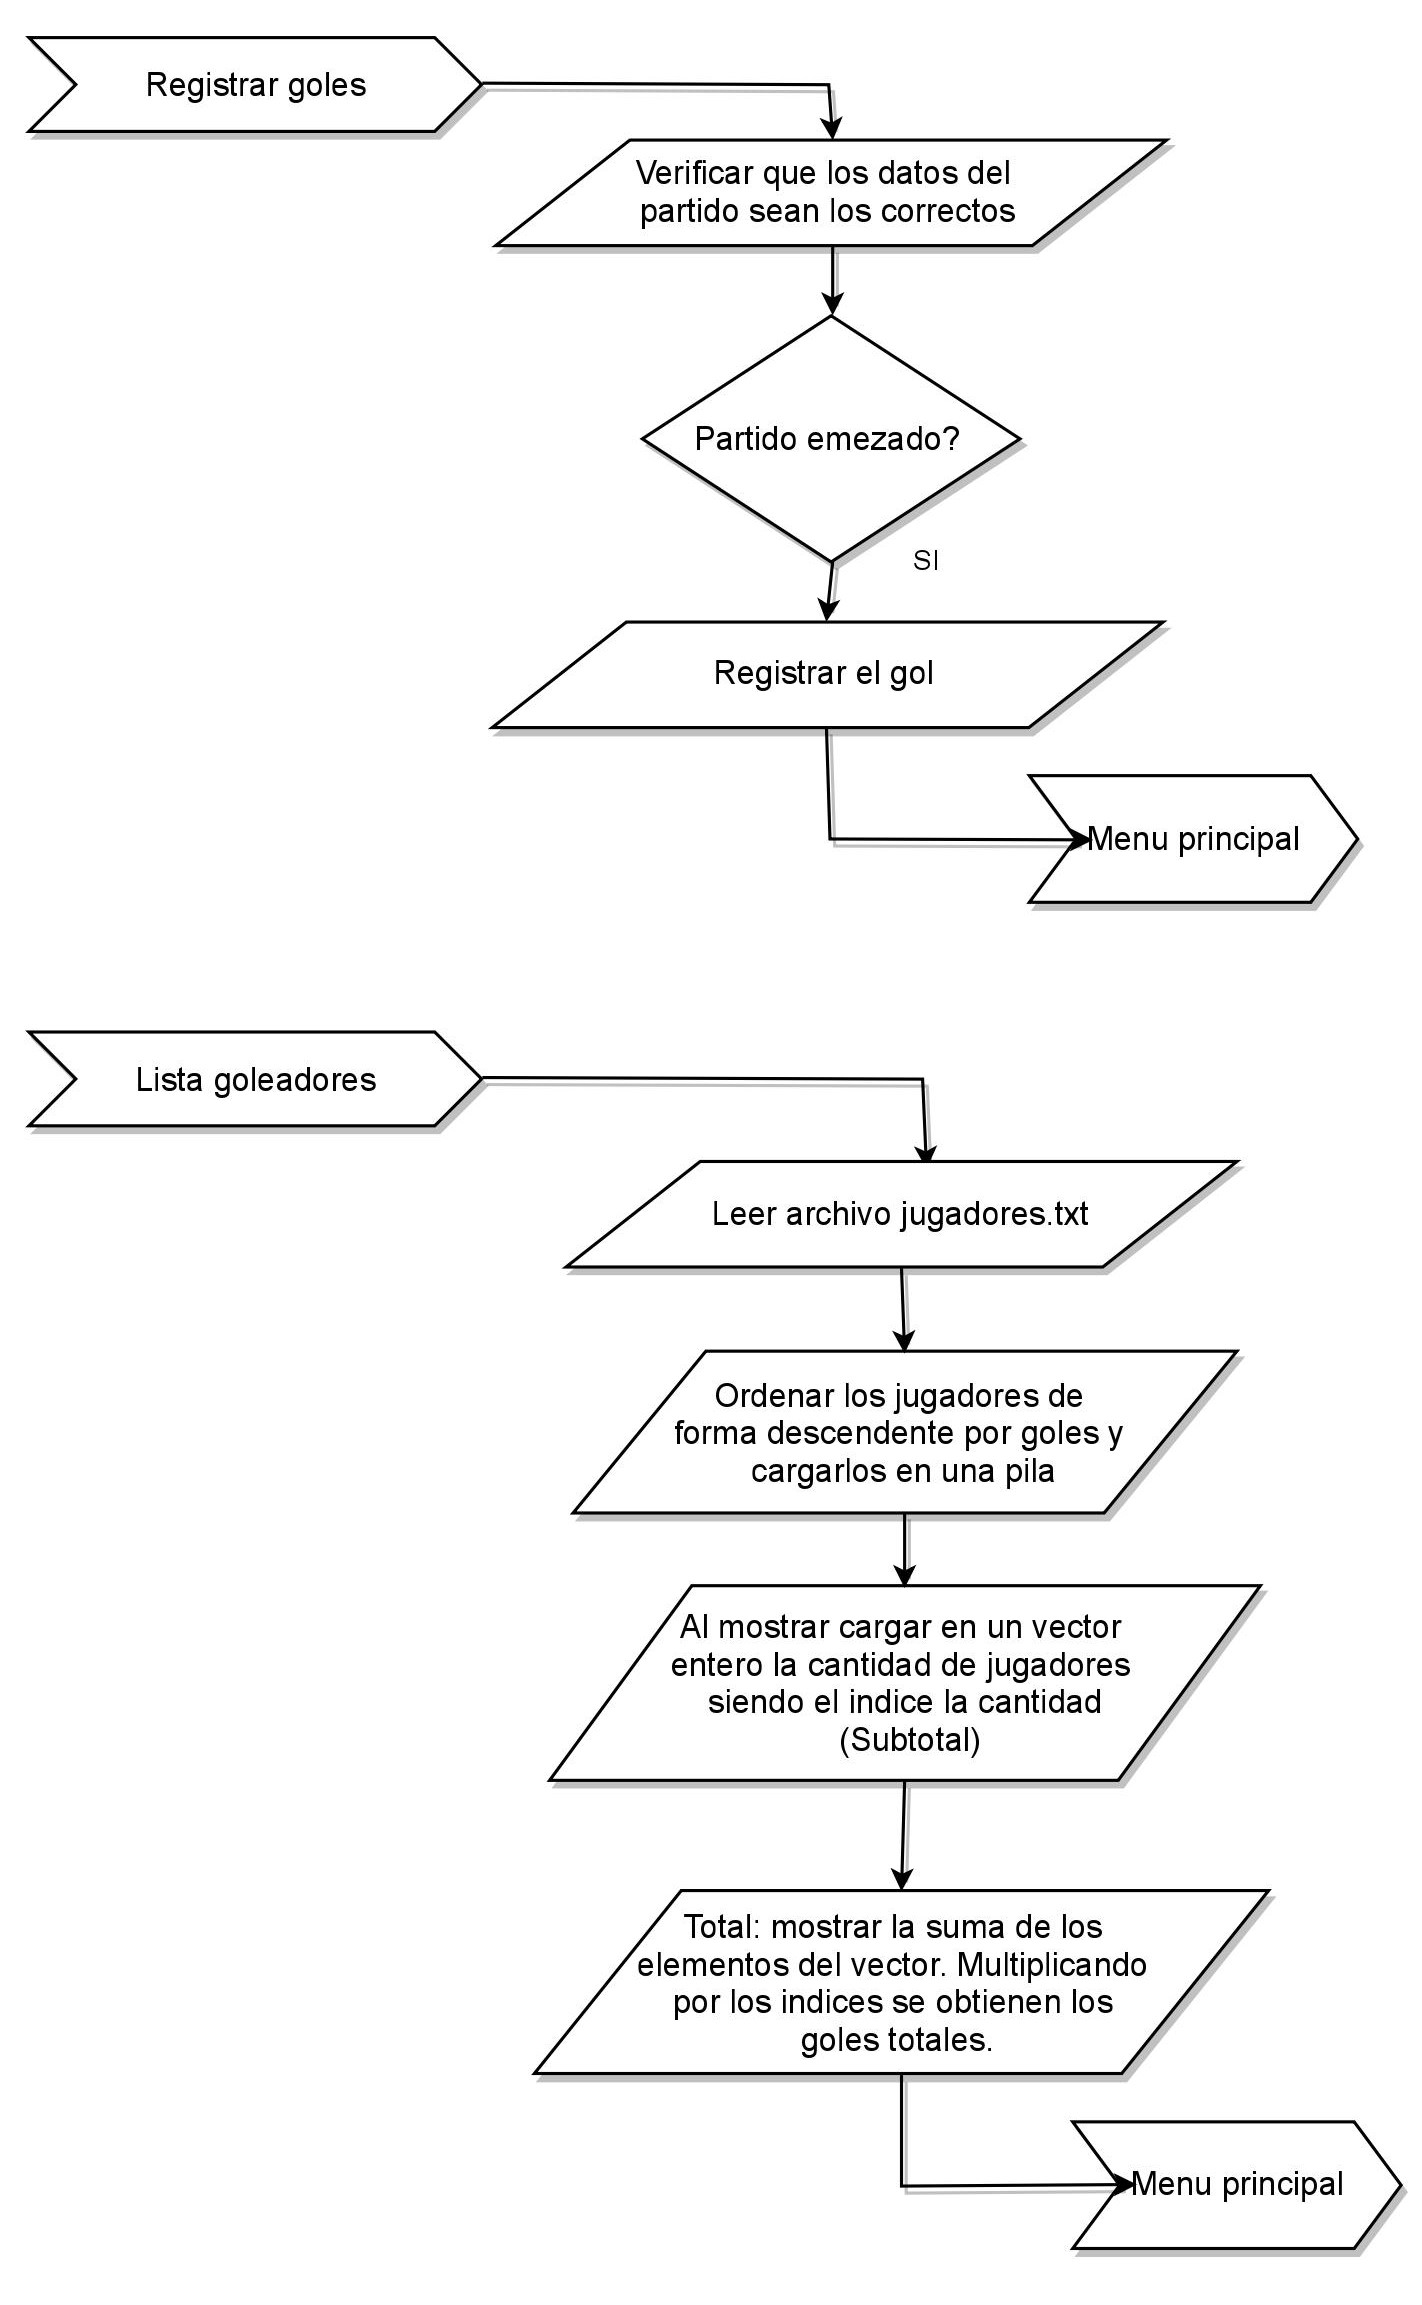 Registrar goles
Verificar que los datos del
partido sean los correctos
Partido emezado?
SI
Registrar el gol
Menu principal
Lista goleadores
Leer archivo jugadores.txt
Ordenar los jugadores de
forma descendente por goles y
cargarlos en una pila
Al mostrar cargar en un vector
entero la cantidad de jugadores
siendo el indice la cantidad
(Subtotal)
Total: mostrar la suma de los
elementos del vector. Multiplicando
por los indices se obtienen los
goles totales.
Menu principal